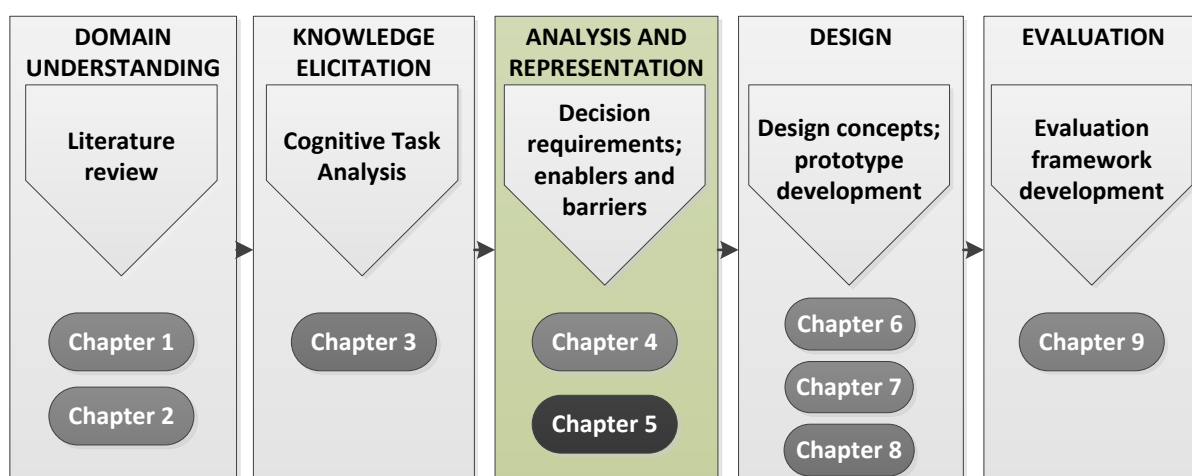 DOMAIN
UNDERSTANDING
Literature
review
Chapter 1
Chapter 2
KNOWLEDGE
ELICITATION
Cognitive Task
Analysis
Chapter 3
ANALYSIS AND
REPRESENTATION
Decision
requirements;
enablers and
barriers
Chapter 4
Chapter 5
DESIGN
Design concepts;
prototype
development
Chapter 6
Chapter 7
Chapter 8
EVALUATION
Evaluation
framework
development
Chapter 9